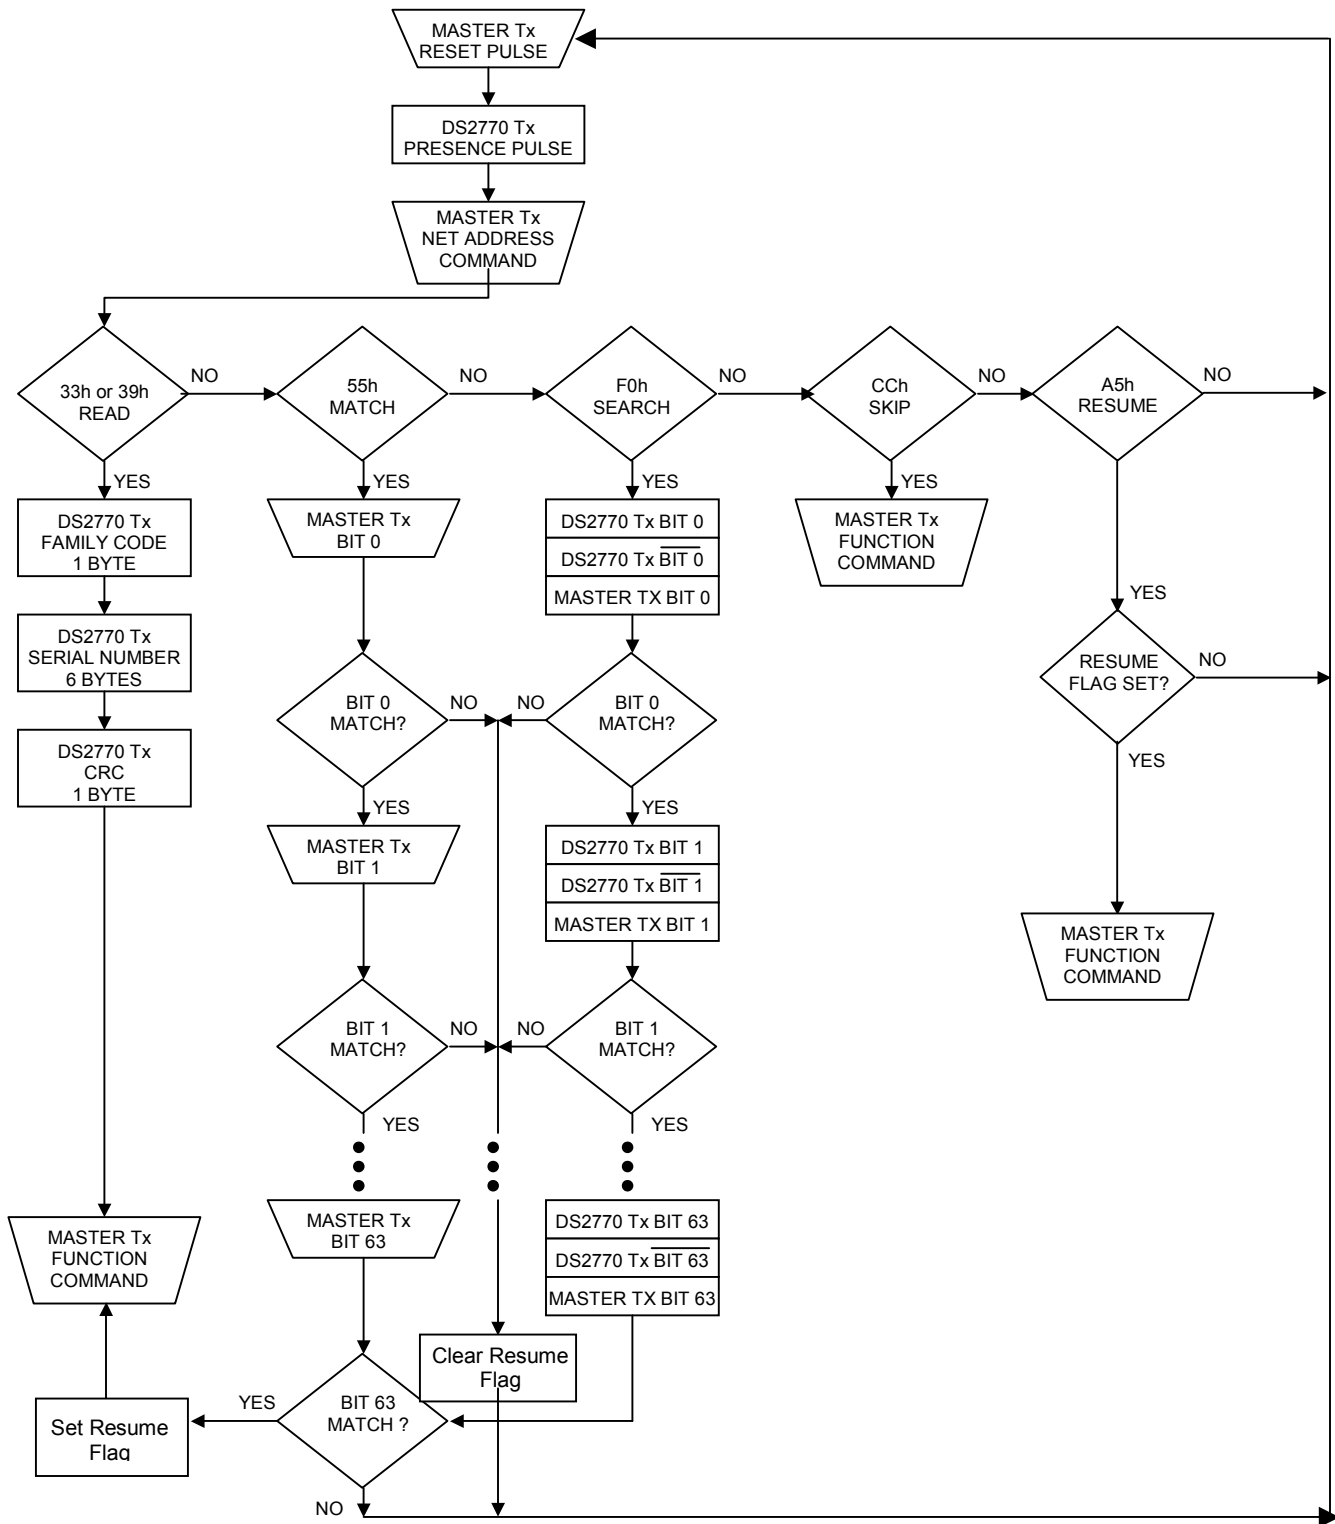 MASTER Tx
RESET PULSE
DS2770 Tx
PRESENCE PULSE
MASTER Tx
NET ADDRESS
COMMAND
33h or 39h
READ
NO
55h
MATCH
NO
F0h
SEARCH
NO
CCh
SKIP
NO
A5h
RESUME
NO
YES
YES
YES
YES
YES
DS2770 Tx
FAMILY CODE
1 BYTE
DS2770 Tx
SERIAL NUMBER
6 BYTES
DS2770 Tx
CRC
1 BYTE
MASTER Tx
BIT 0
BIT 0
MATCH?
NO
YES
MASTER Tx
BIT 1
BIT 1
MATCH?
NO
YES
MASTER Tx
BIT 63
DS2770 Tx BIT 0
DS2770 Tx BIT 0
MASTER TX BIT 0
NO
BIT 0
MATCH?
YES
DS2770 Tx BIT 1
DS2770 Tx BIT 1
MASTER TX BIT 1
NO
BIT 1
MATCH?
YES
DS2770 Tx BIT 63
DS2770 Tx BIT 63
MASTER TX BIT 63
MASTER Tx
FUNCTION
COMMAND
RESUME
FLAG SET?
NO
YES
MASTER Tx
FUNCTION
COMMAND
MASTER Tx
FUNCTION
COMMAND
Clear Resume
Flag
Set Resume
Flag
YES
BIT 63
MATCH ?
NO